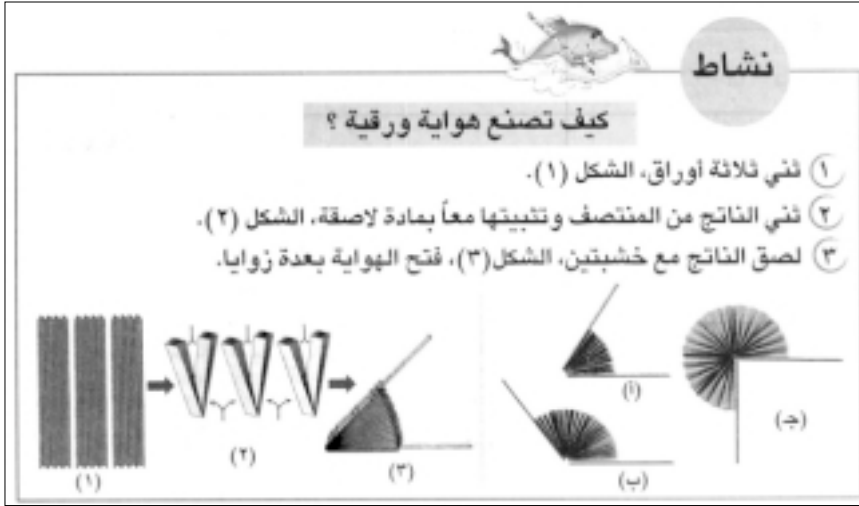 نشاط
كيف تصنع هواية ورقية ؟
١ ثني ثلاثة أوراق، الشكل (١).
٢ ثني الناتج من المنتصف وتثبيتها معاً بمادة لاصقة، الشكل (٢).
٣ لصق الناتج مع خشبتين، الشكل(٣)، فتح الهواية بعدة زوايا.
(١)
(٢)
(٣)
(أ)
(ب)
(جـ)